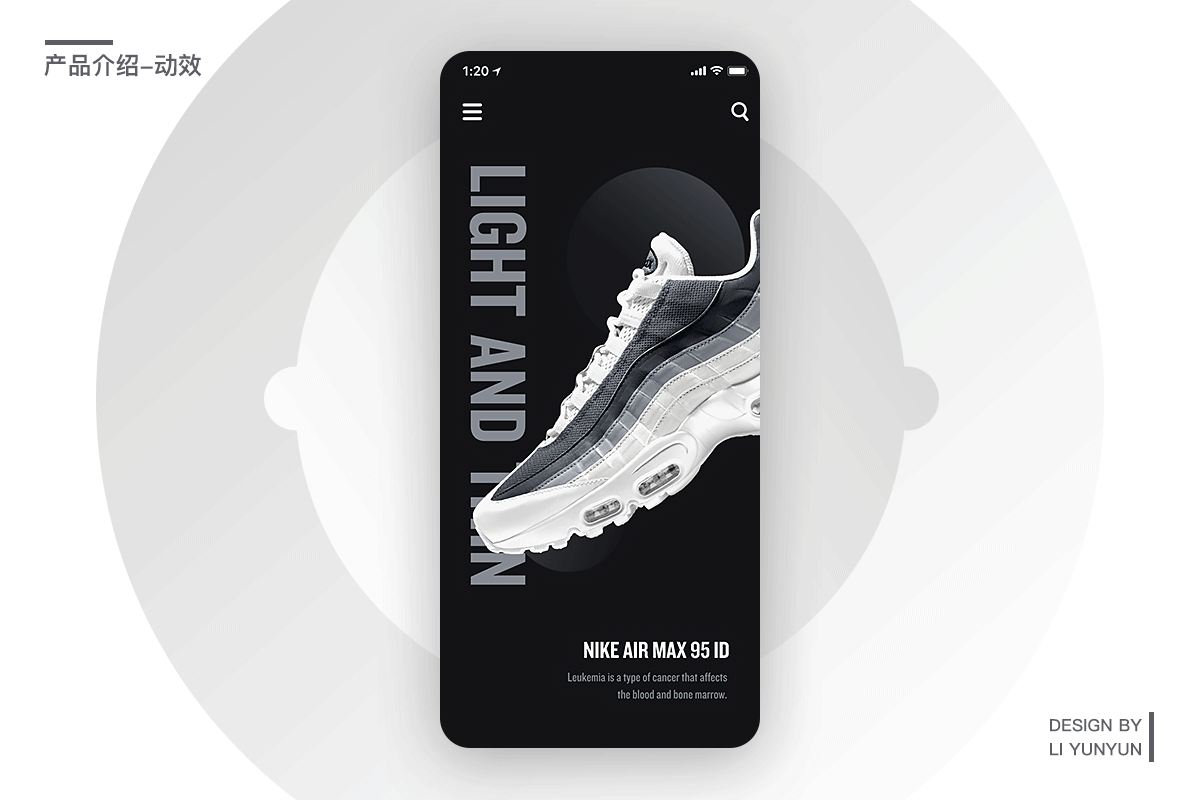 产品介绍–动效
1:20
LIGHT AND THIN
NIKE AIR MAX 95 ID
Leukemia is a type of cancer that affects
the blood and bone marrow.
DESIGN BY
LI YUNYUN